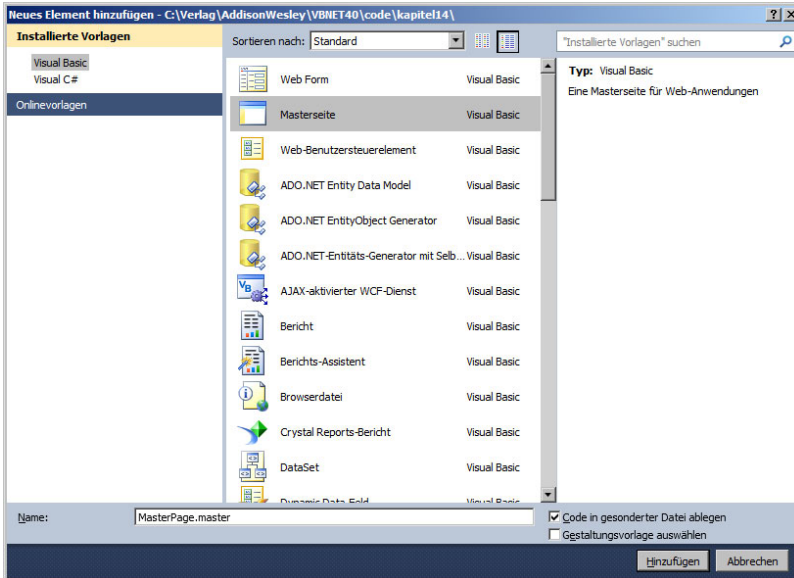 Neues Element hinzufügen - C:\Verlag\AddisonWesley\VBNET40\code\kapitel14\
Installierte Vorlagen
Visual Basic
Visual C#
Onlinevorlagen
Sortieren nach: Standard
Web Form Visual Basic
Masterseite Visual Basic
Web-Benutzersteuerelement Visual Basic
ADO.NET Entity Data Model Visual Basic
ADO.NET EntityObject Generator Visual Basic
ADO.NET-Entitäts-Generator mit Selb... Visual Basic
AJAX-aktivierter WCF-Dienst Visual Basic
Bericht Visual Basic
Berichts-Assistent Visual Basic
Browserdatei Visual Basic
Crystal Reports-Bericht Visual Basic
DataSet Visual Basic
Dynamic Data-Field Visual Basic
"Installierte Vorlagen" suchen
Typ: Visual Basic
Eine Masterseite für Web-Anwendungen
Name: MasterPage.master
Code in gesonderter Datei ablegen
Gestaltungsvorlage auswählen
Hinzufügen Abbrechen